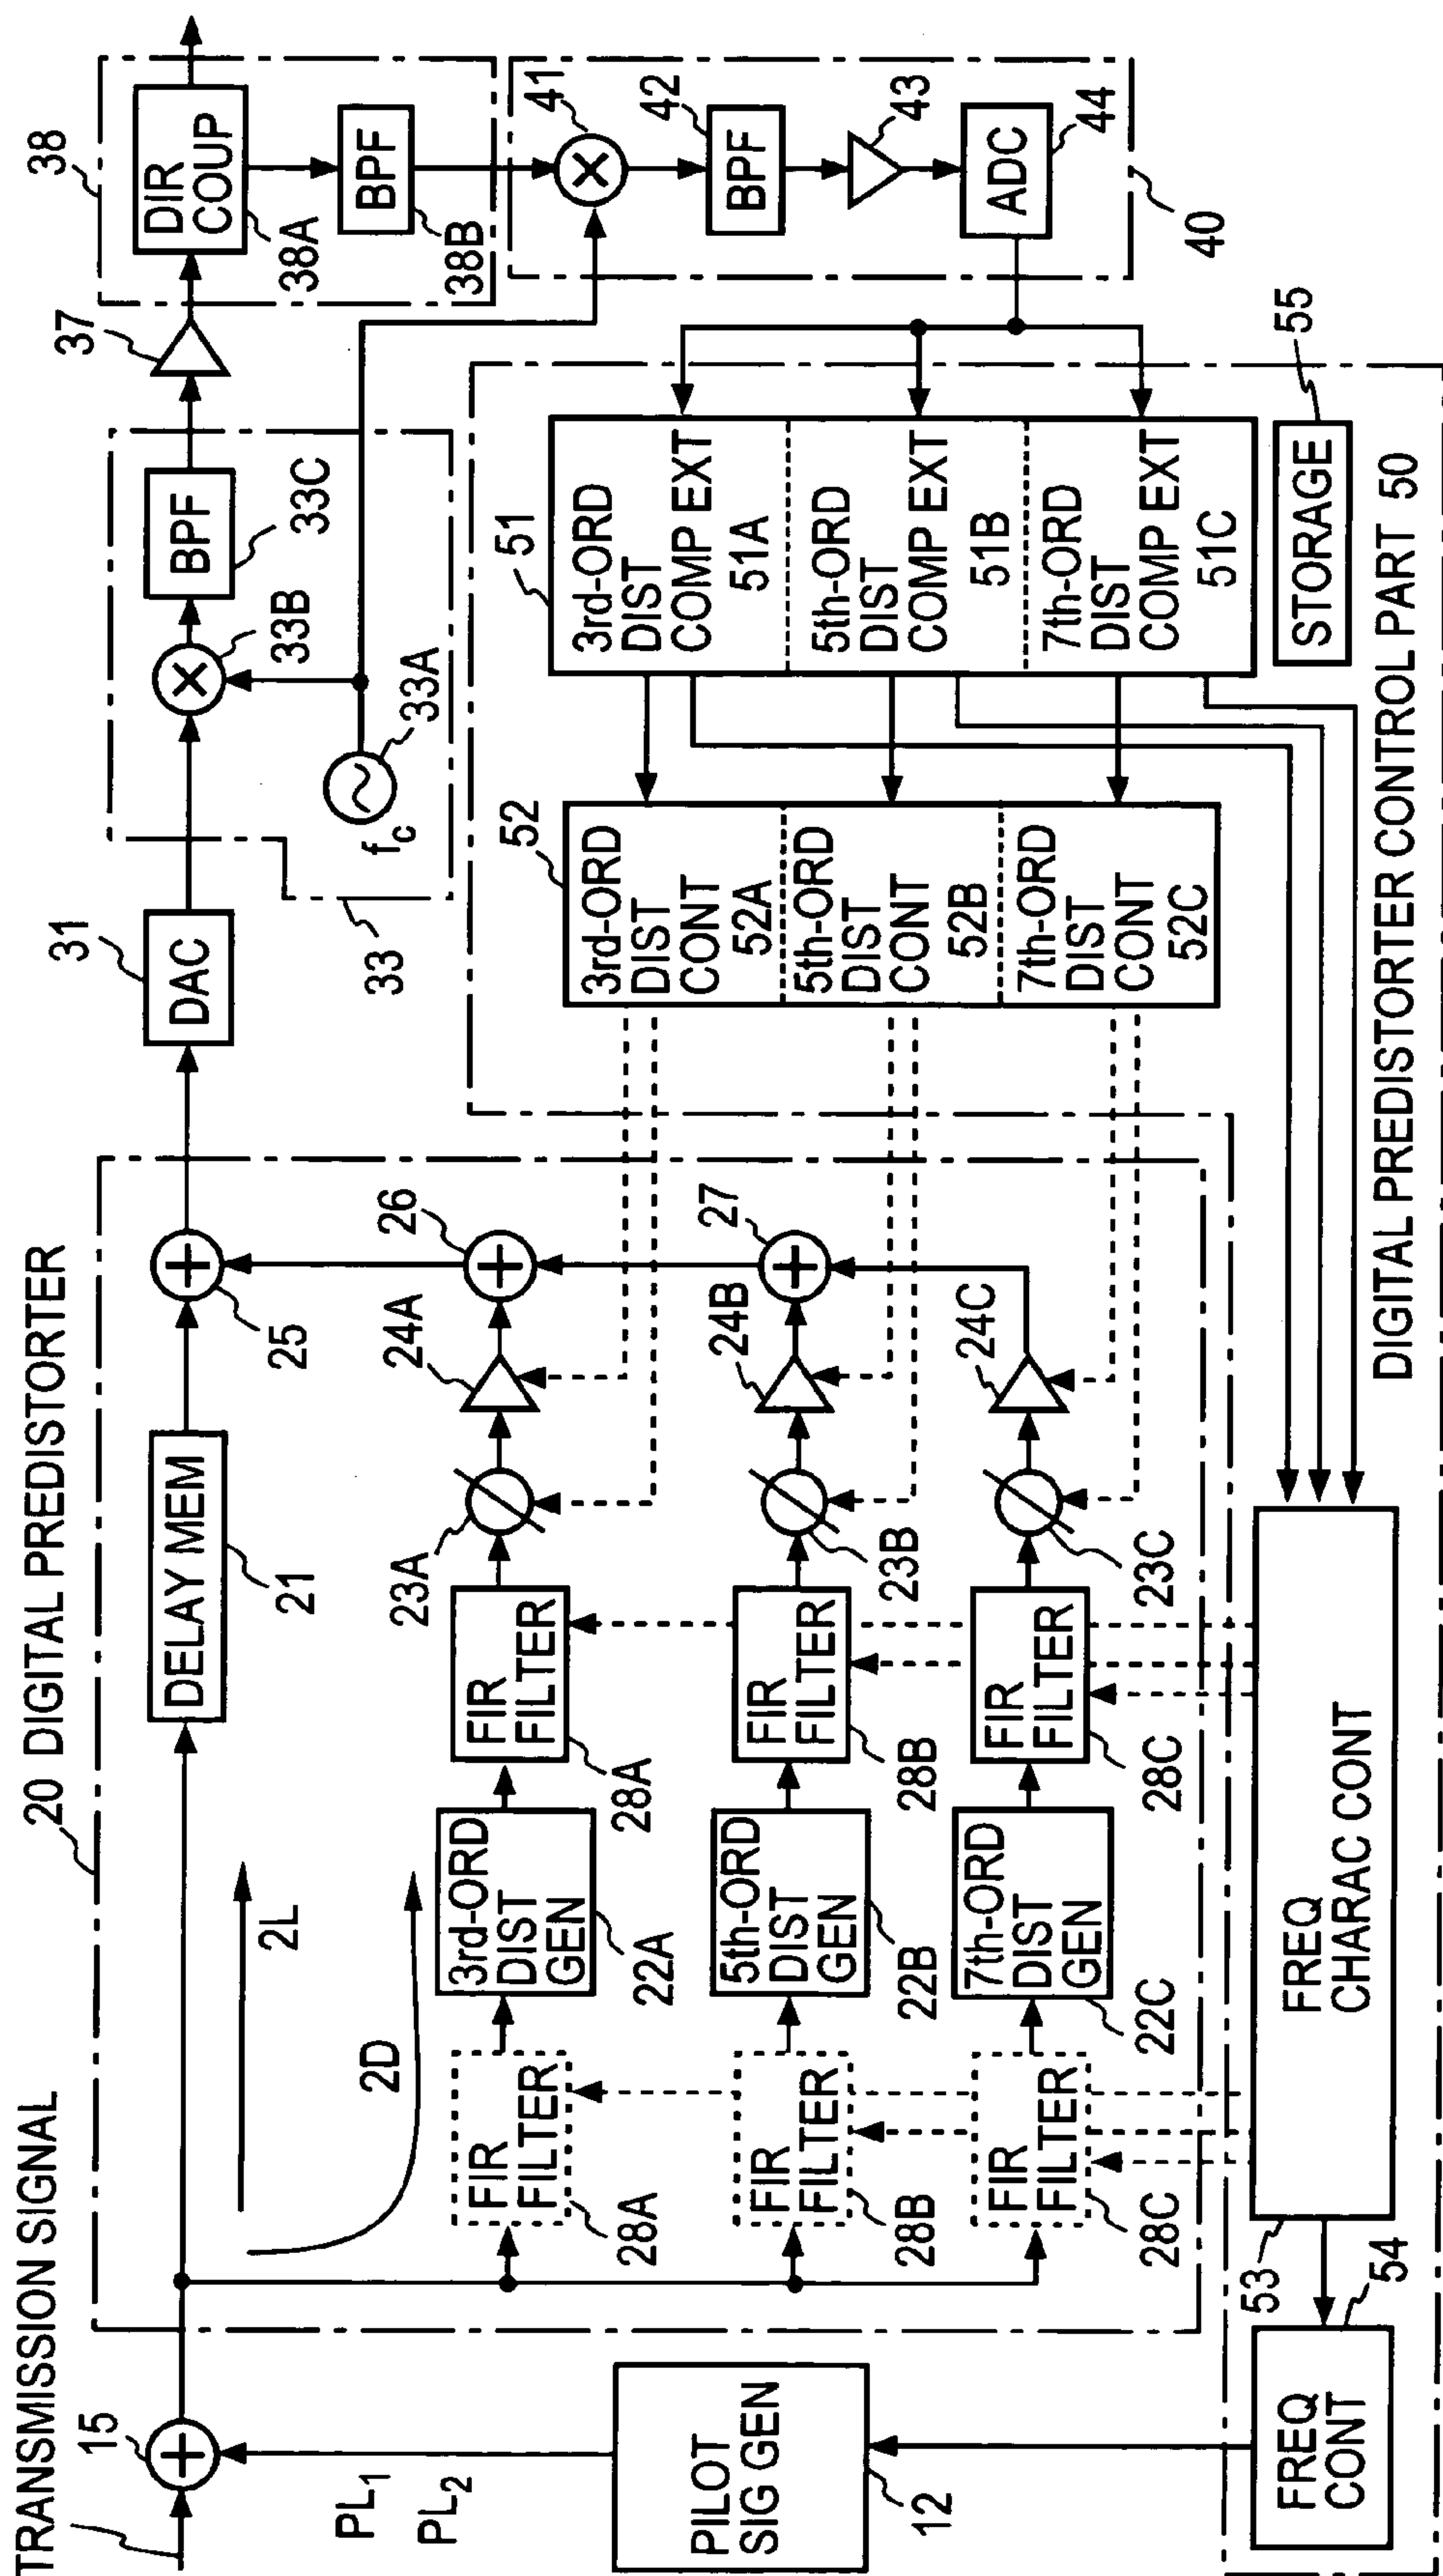 TRANSMISSION SIGNAL
20 DIGITAL PREDISTORTER
15
2L
2D
DELAY MEM
21
25
31
DAC
33
33A
f_c
33B
BPF
33C
37
38
DIR
COUP
38A
BPF
38B
41
42
BPF
43
ADC
44
40
PL₁
PL₂
PILOT
SIG GEN
12
FIR
FILTER
28A
3rd-ORD
DIST
GEN
22A
FIR
FILTER
28A
23A
24A
26
FIR
FILTER
28B
5th-ORD
DIST
GEN
22B
FIR
FILTER
28B
23B
24B
27
FIR
FILTER
28C
7th-ORD
DIST
GEN
22C
FIR
FILTER
28C
23C
24C
52
3rd-ORD
DIST
CONT
52A
5th-ORD
DIST
CONT
52B
7th-ORD
DIST
CONT
52C
51
3rd-ORD
DIST
COMP EXT
51A
5th-ORD
DIST
COMP EXT
51B
7th-ORD
DIST
COMP EXT
51C
STORAGE
55
FREQ
CONT
54
53
FREQ
CHARAC CONT
DIGITAL PREDISTORTER CONTROL PART 50